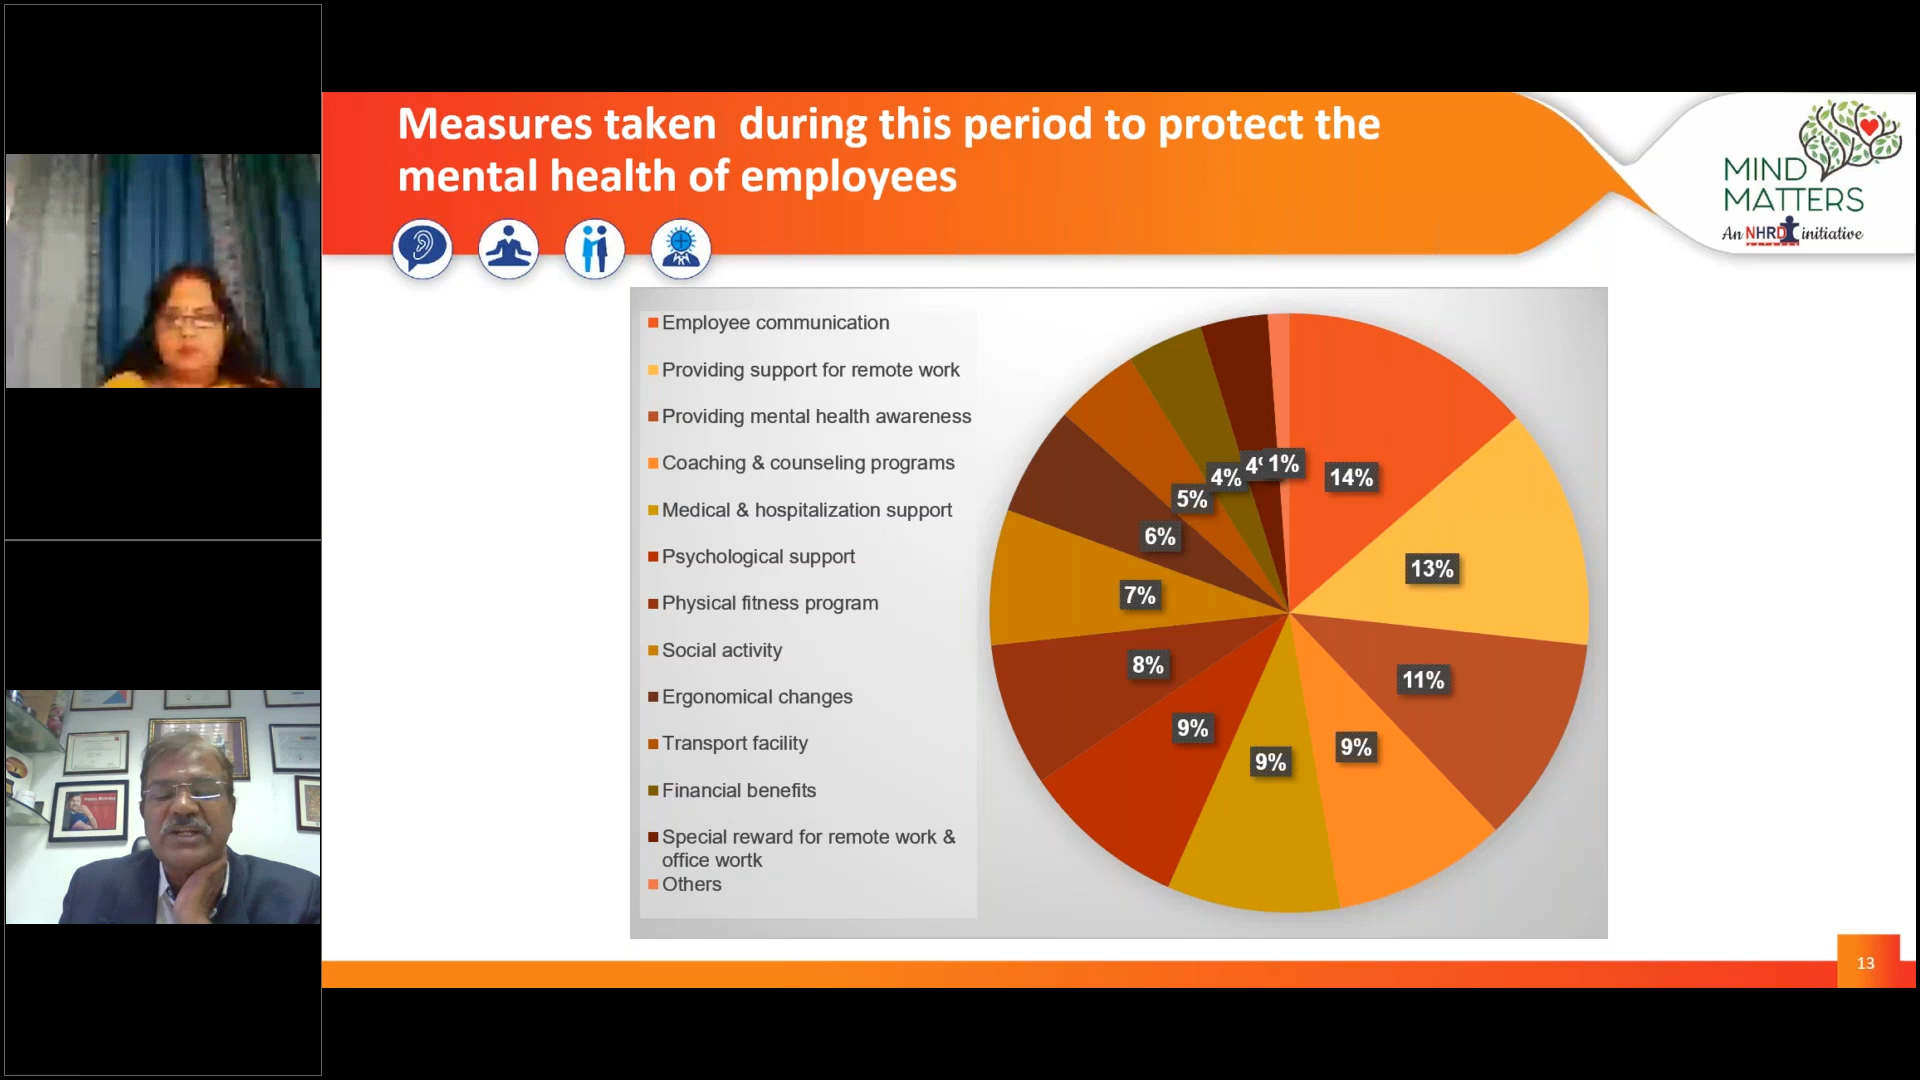 Measures taken  during this period to protect the
mental health of employees
MIND
MATTERS
An NHRD initiative
Employee communication
Providing support for remote work
Providing mental health awareness
Coaching & counseling programs
Medical & hospitalization support
Psychological support
Physical fitness program
Social activity
Ergonomical changes
Transport facility
Financial benefits
Special reward for remote work &
office wortk
Others
14%
13%
11%
9%
9%
9%
8%
7%
6%
5%
4%
4%
1%
13